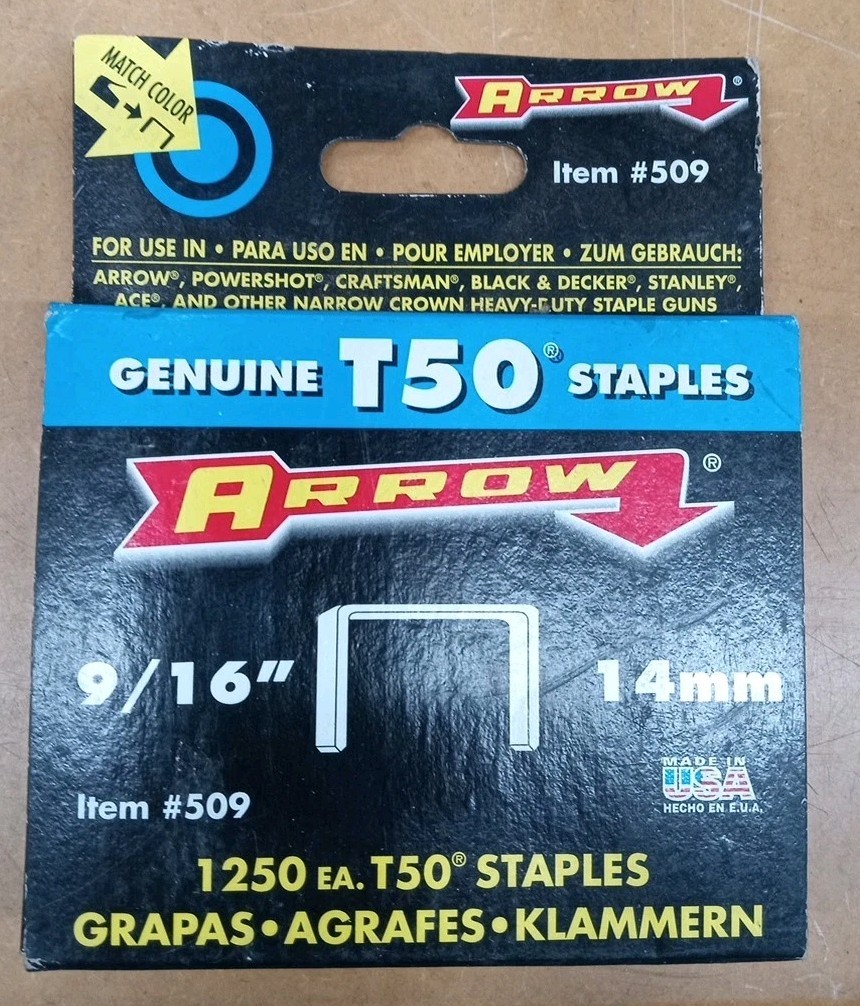 MATCH COLOR
ARROW®
Item #509
FOR USE IN • PARA USO EN • POUR EMPLOYER • ZUM GEBRAUCH:
ARROW®, POWERSHOT®, CRAFTSMAN®, BLACK & DECKER®, STANLEY®,
ACE®, AND OTHER NARROW CROWN HEAVY-DUTY STAPLE GUNS
GENUINE T50® STAPLES
ARROW®
9/16" 14mm
MADE IN
USA
HECHO EN E.U.A.
Item #509
1250 EA. T50® STAPLES
GRAPAS • AGRAFES • KLAMMERN